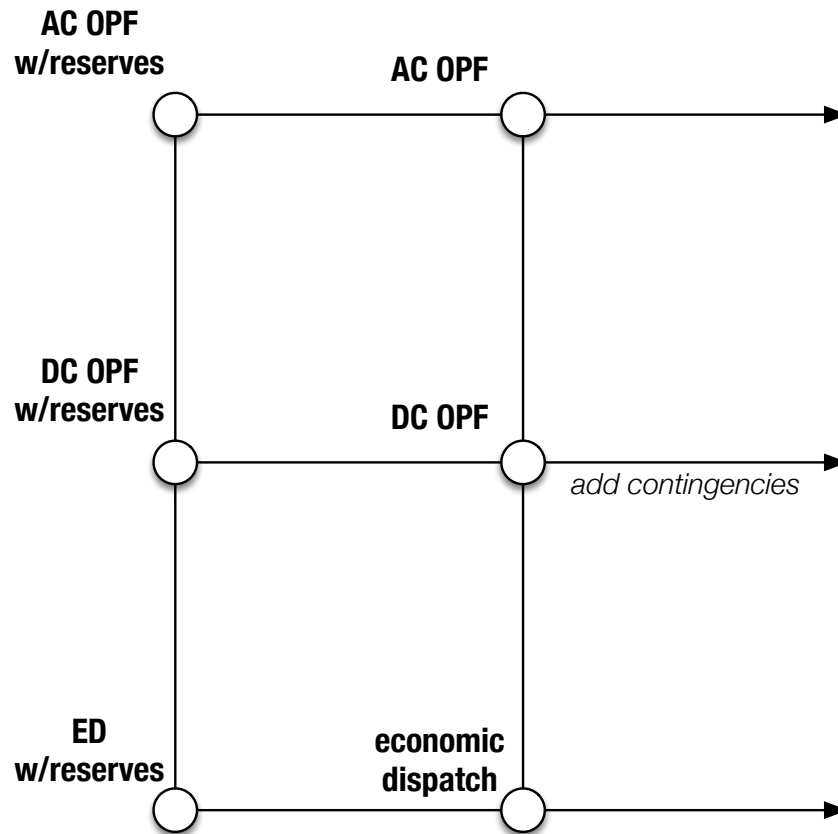 AC OPF
w/reserves
AC OPF
DC OPF
w/reserves
DC OPF
add contingencies
ED
w/reserves
economic
dispatch